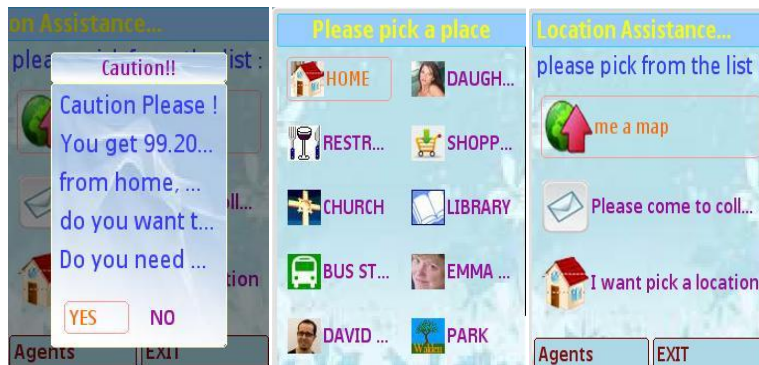 on Assistance...
Caution!!
Caution Please !
You get 99.20...
from home, ...
do you want t...
Do you need ...
YES NO
Agents EXIT
Please pick a place
HOME DAUGH...
RESTR... SHOPP...
CHURCH LIBRARY
BUS ST... EMMA ...
DAVID ... PARK
Walden
Location Assistance...
please pick from the list
me a map
Please come to coll...
I want pick a location
Agents EXIT